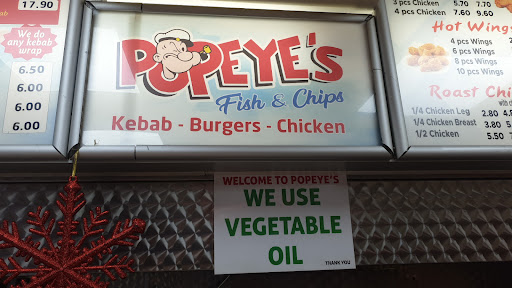 17.90
We do
any kebab
wrap
6.50
6.00
6.00
6.00
POPEYE'S
Fish & Chips
Kebab - Burgers - Chicken
3 pcs Chicken 5.70 7.70
4 pcs Chicken 7.60 9.60
Hot Wings
4 pcs Wings
6 pcs Wings
8 pcs Wings
10 pcs Wings
Roast Chi
1/4 Chicken Leg 2.80 4.
1/4 Chicken Breast 3.80 5.
1/2 Chicken 5.50
WELCOME TO POPEYE'S
WE USE
VEGETABLE
OIL
THANK YOU